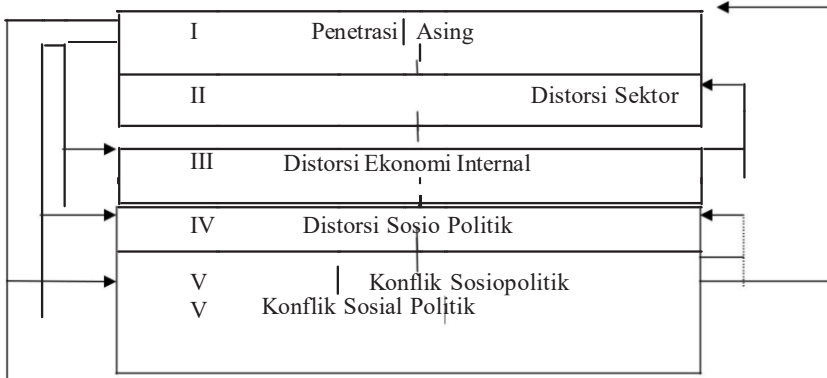 I Penetrasi Asing
II Distorsi Sektor
III Distorsi Ekonomi Internal
IV Distorsi Sosio Politik
V Konflik Sosiopolitik
V Konflik Sosial Politik